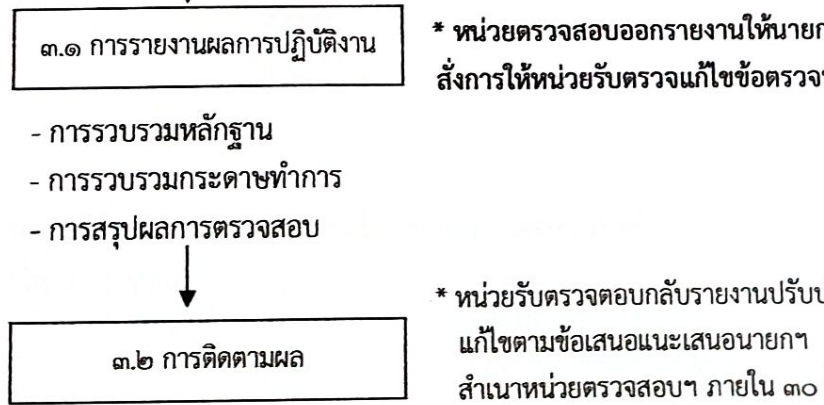 ๓.๑ การรายงานผลการปฏิบัติงาน
* หน่วยตรวจสอบออกรายงานให้นายก
สั่งการให้หน่วยรับตรวจแก้ไขข้อตรวจ
- การรวบรวมหลักฐาน
- การรวบรวมกระดาษทำการ
- การสรุปผลการตรวจสอบ
๓.๒ การติดตามผล
* หน่วยรับตรวจตอบกลับรายงานปรับ
แก้ไขตามข้อเสนอแนะเสนอนายกฯ
สำเนาหน่วยตรวจสอบฯ ภายใน ๓๐